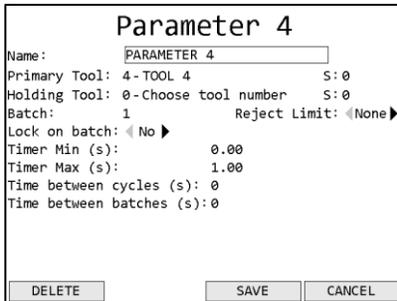 Parameter 4
Name: PARAMETER 4
Primary Tool: 4-TOOL 4 S:0
Holding Tool: 0-Choose tool number S:0
Batch: 1 Reject Limit: None
Lock on batch: No
Timer Min (s): 0.00
Timer Max (s): 1.00
Time between cycles (s): 0
Time between batches (s):0
DELETE SAVE CANCEL